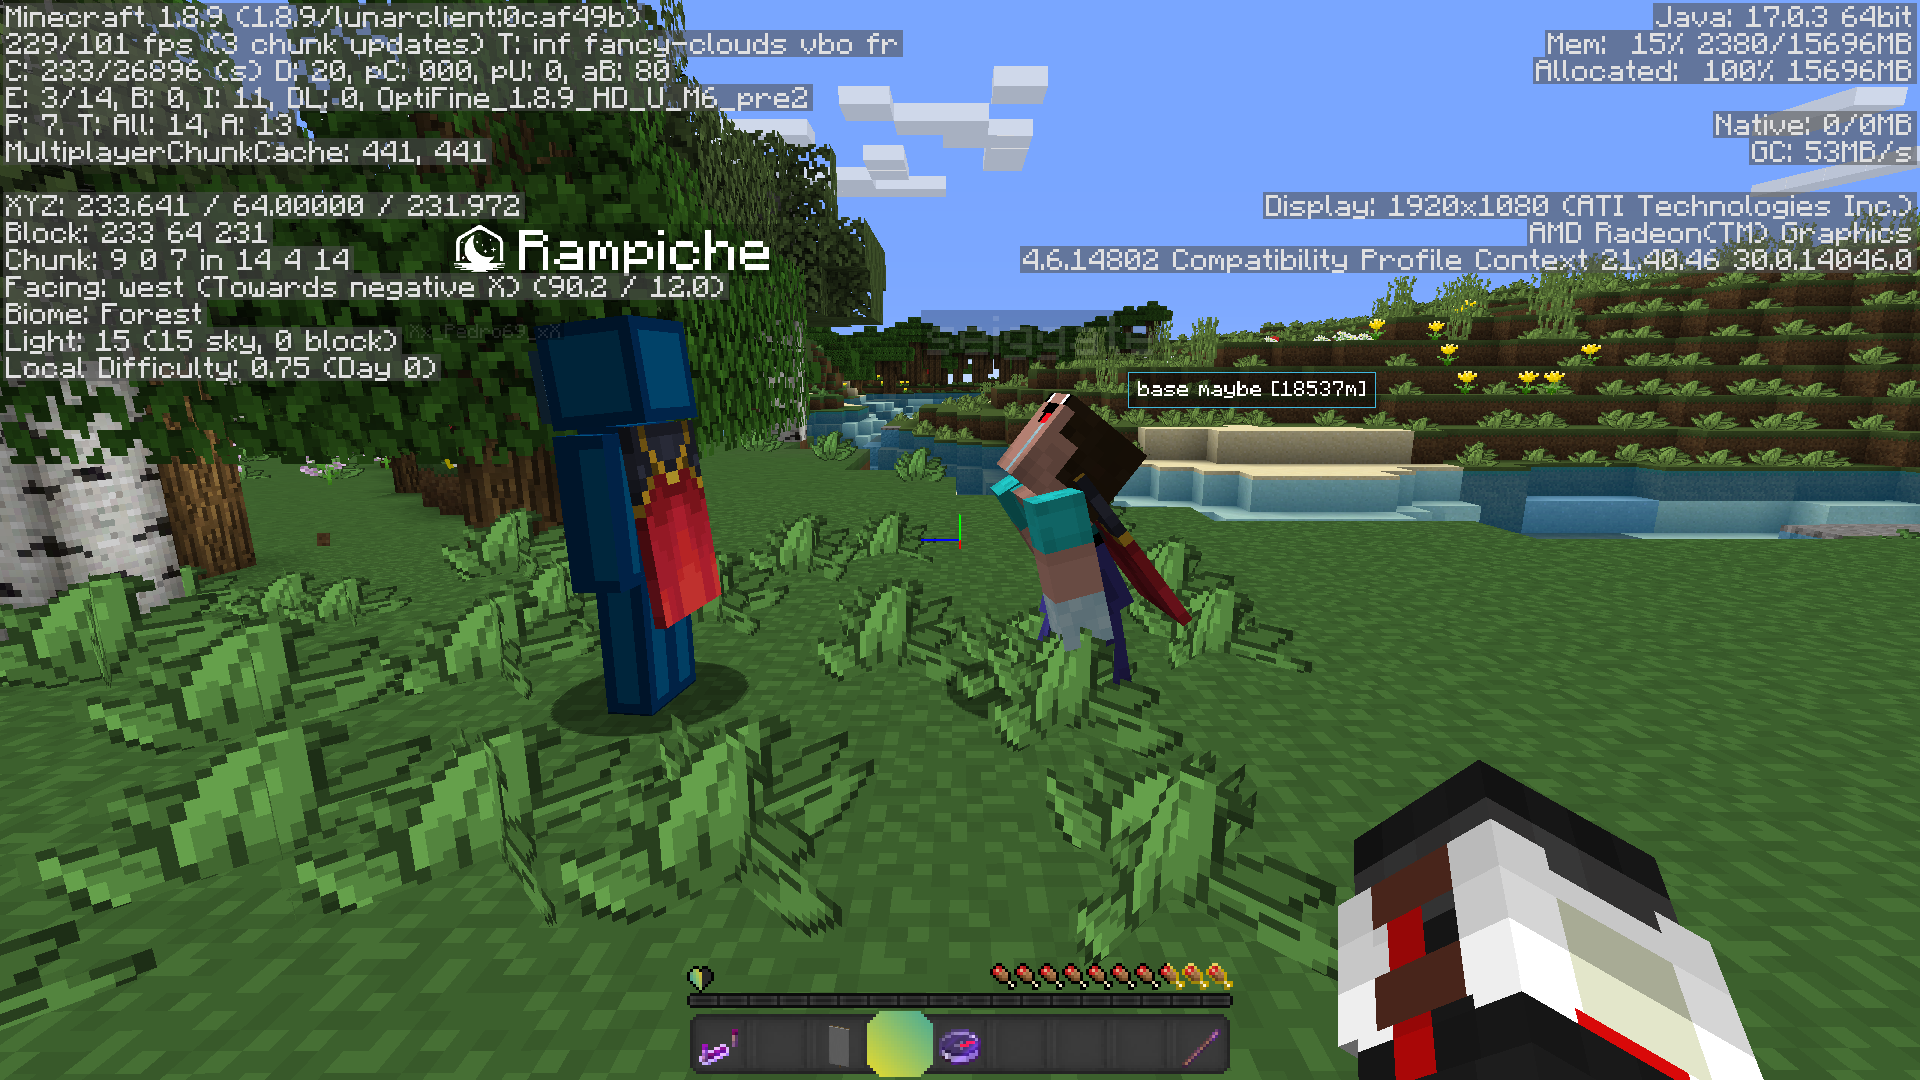 Minecraft 1.8.9 (1.8.9/lunarclient:0caf49b)
229/101 fps (3 chunk updates) T: inf fancy-clouds vbo fr
C: 233/26896 (s) D: 20, pC: 000, pU: 0, aB: 80
E: 3/14, B: 0, I: 11, DL: 0, OptiFine_1.8.9_HD_U_M6_pre2
P: 7. T: All: 14, A: 13
MultiplayerChunkCache: 441, 441
XYZ: 233.641 / 64.00000 / 231.972
Block: 233 64 231
Chunk: 9 0 7 in 14 4 14
Facing: west (Towards negative X) (90.2 / 12.0)
Biome: Forest
Light: 15 (15 sky, 0 block)
Local Difficulty: 0.75 (Day 0)
Java: 17.0.3 64bit
Mem: 15% 2380/15696MB
Allocated: 100% 15696MB
Native: 0/0MB
GC: 53MB/s
Display: 1920x1080 (ATI Technologies Inc.)
AMD Radeon(TM) Graphics
4.6.14802 Compatibility Profile Context 21.40.46 30.0.14046.0
Rampiche
Xx_Pedro69_xX
base maybe [18537m]